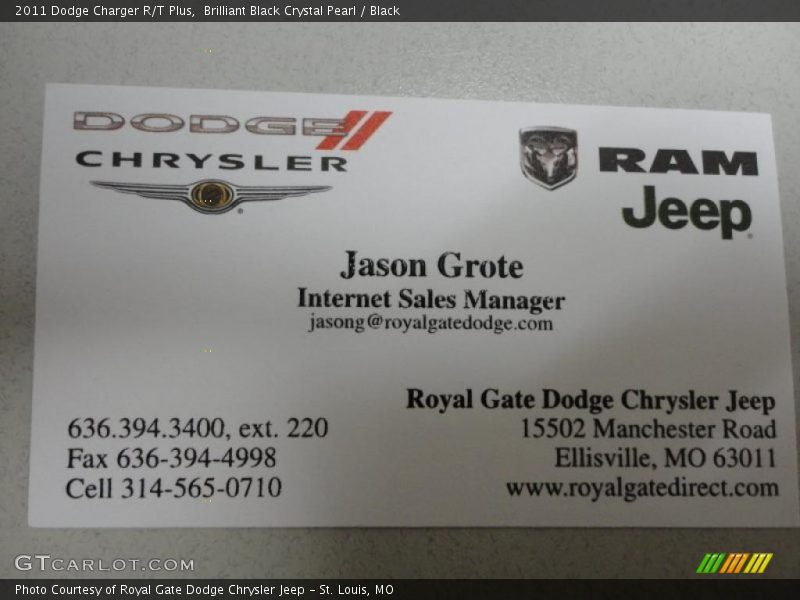 2011 Dodge Charger R/T Plus,  Brilliant Black Crystal Pearl / Black
DODGE
CHRYSLER
RAM
Jeep
Jason Grote
Internet Sales Manager
jasong@royalgatedodge.com
Royal Gate Dodge Chrysler Jeep
636.394.3400, ext. 220
15502 Manchester Road
Fax 636-394-4998
Ellisville, MO 63011
Cell 314-565-0710
www.royalgatedirect.com
GTCARLOT.COM
Photo Courtesy of Royal Gate Dodge Chrysler Jeep – St. Louis, MO